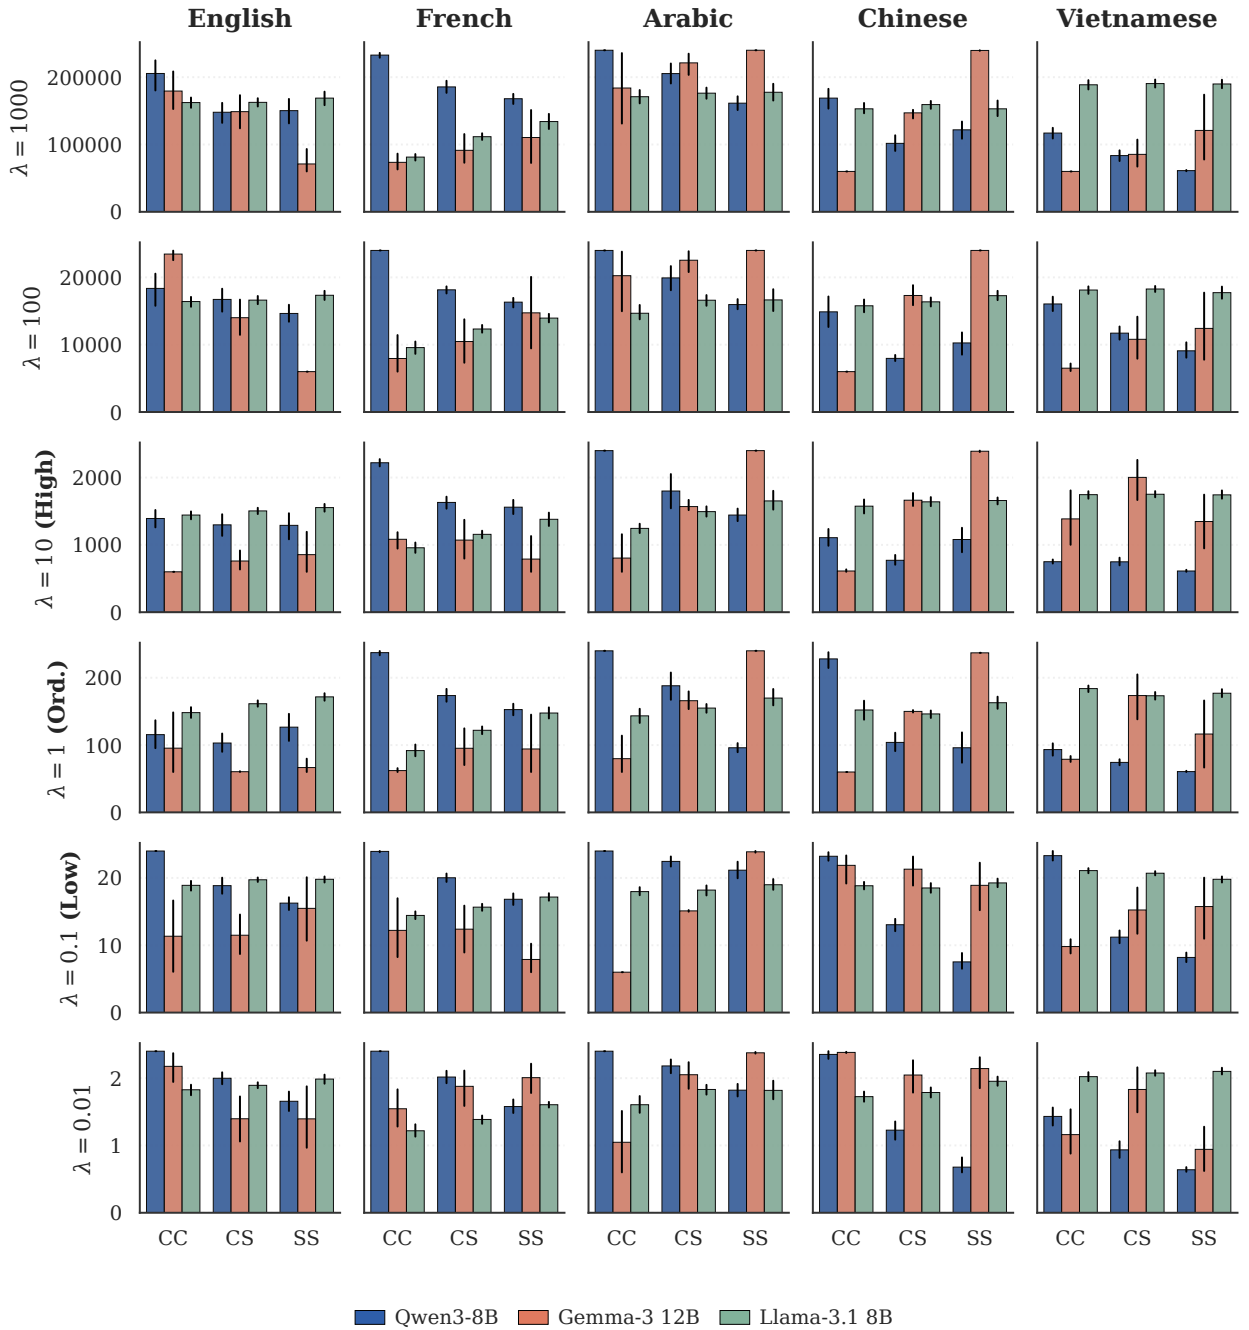 English French Arabic Chinese Vietnamese
λ = 1000
200000
100000
0
λ = 100
20000
10000
0
λ = 10 (High)
2000
1000
0
λ = 1 (Ord.)
200
100
0
λ = 0.1 (Low)
20
10
0
λ = 0.01
2
1
0
CC CS SS CC CS SS CC CS SS CC CS SS CC CS SS
Qwen3-8B Gemma-3 12B Llama-3.1 8B